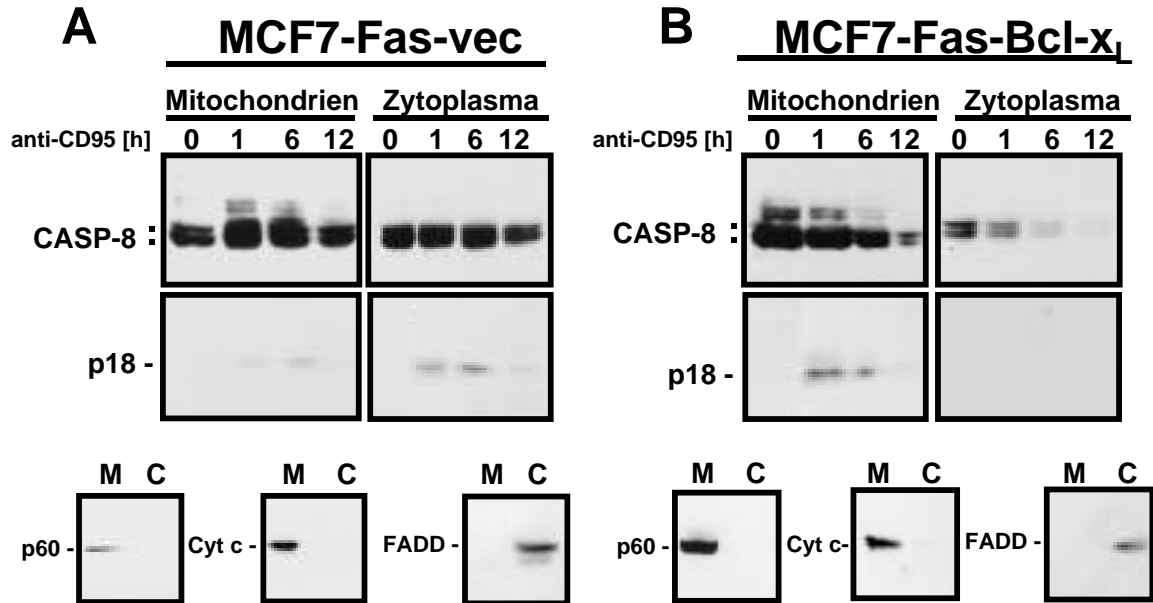 A MCF7-Fas-vec
Mitochondrien Zytoplasma
anti-CD95 [h] 0 1 6 12 0 1 6 12
CASP-8 :
p18 -
M C M C M C
p60 - Cyt c - FADD -
B MCF7-Fas-Bcl-xL
Mitochondrien Zytoplasma
anti-CD95 [h] 0 1 6 12 0 1 6 12
CASP-8 :
p18 -
M C M C M C
p60 - Cyt c- FADD -